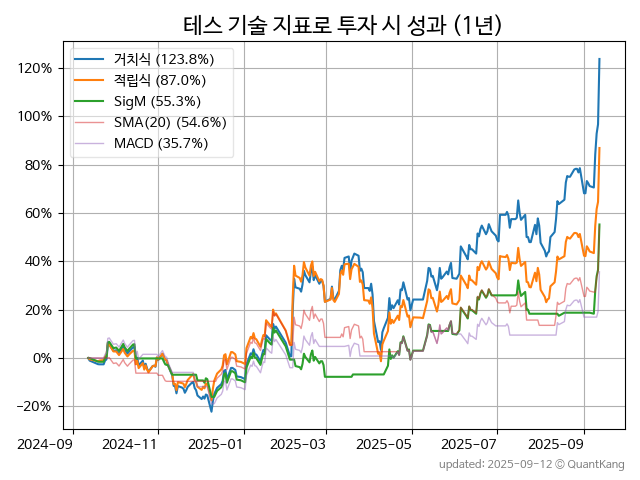 테스 기술 지표로 투자 시 성과 (1년)
거치식 (123.8%)
적립식 (87.0%)
SigM (55.3%)
SMA(20) (54.6%)
MACD (35.7%)
120%
100%
80%
60%
40%
20%
0%
−20%
2024-09
2024-11
2025-01
2025-03
2025-05
2025-07
2025-09
updated: 2025-09-12 © QuantKang